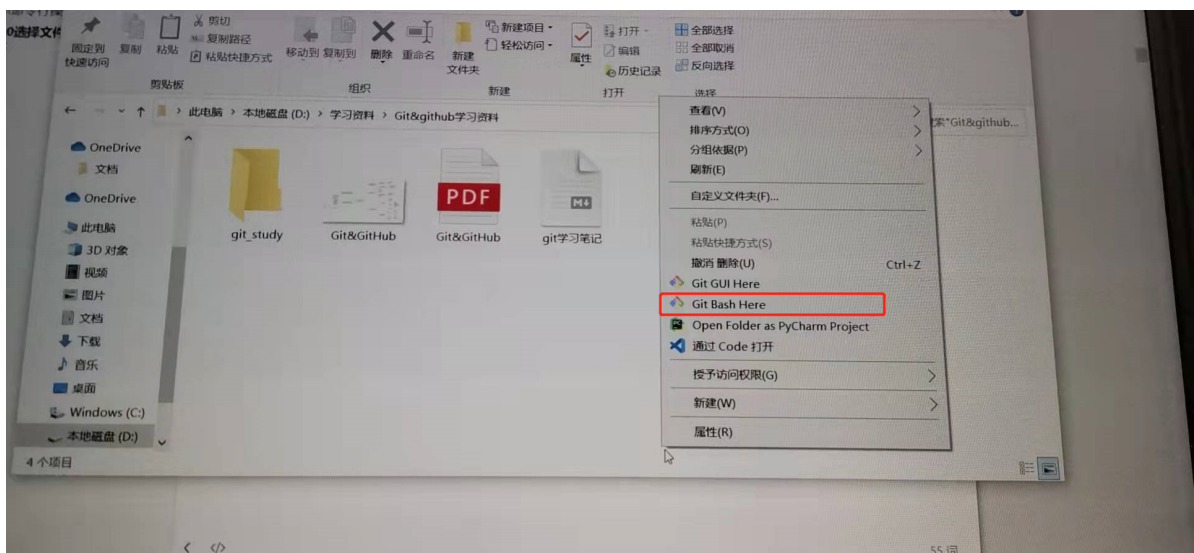 0选择文件
剪切
复制路径
粘贴快捷方式
固定到
快速访问
复制
粘贴
移动到
复制到
删除
重命名
新建
文件夹
新建项目
轻松访问
属性
打开
编辑
历史记录
全部选择
全部取消
反向选择
剪贴板
组织
新建
打开
选择
此电脑 > 本地磁盘 (D:) > 学习资料 > Git&github学习资料
"Git&github...
OneDrive
文档
OneDrive
此电脑
3D 对象
视频
图片
文档
下载
音乐
桌面
Windows (C:)
本地磁盘 (D:)
4 个项目
PDF
M
git_study
Git&GitHub
Git&GitHub
git学习笔记
查看(V)
排序方式(O)
分组依据(P)
刷新(E)
自定义文件夹(F)...
粘贴(P)
粘贴快捷方式(S)
撤消 删除(U) Ctrl+Z
Git GUI Here
Git Bash Here
Open Folder as PyCharm Project
通过 Code 打开
授予访问权限(G)
新建(W)
属性(R)
55 词